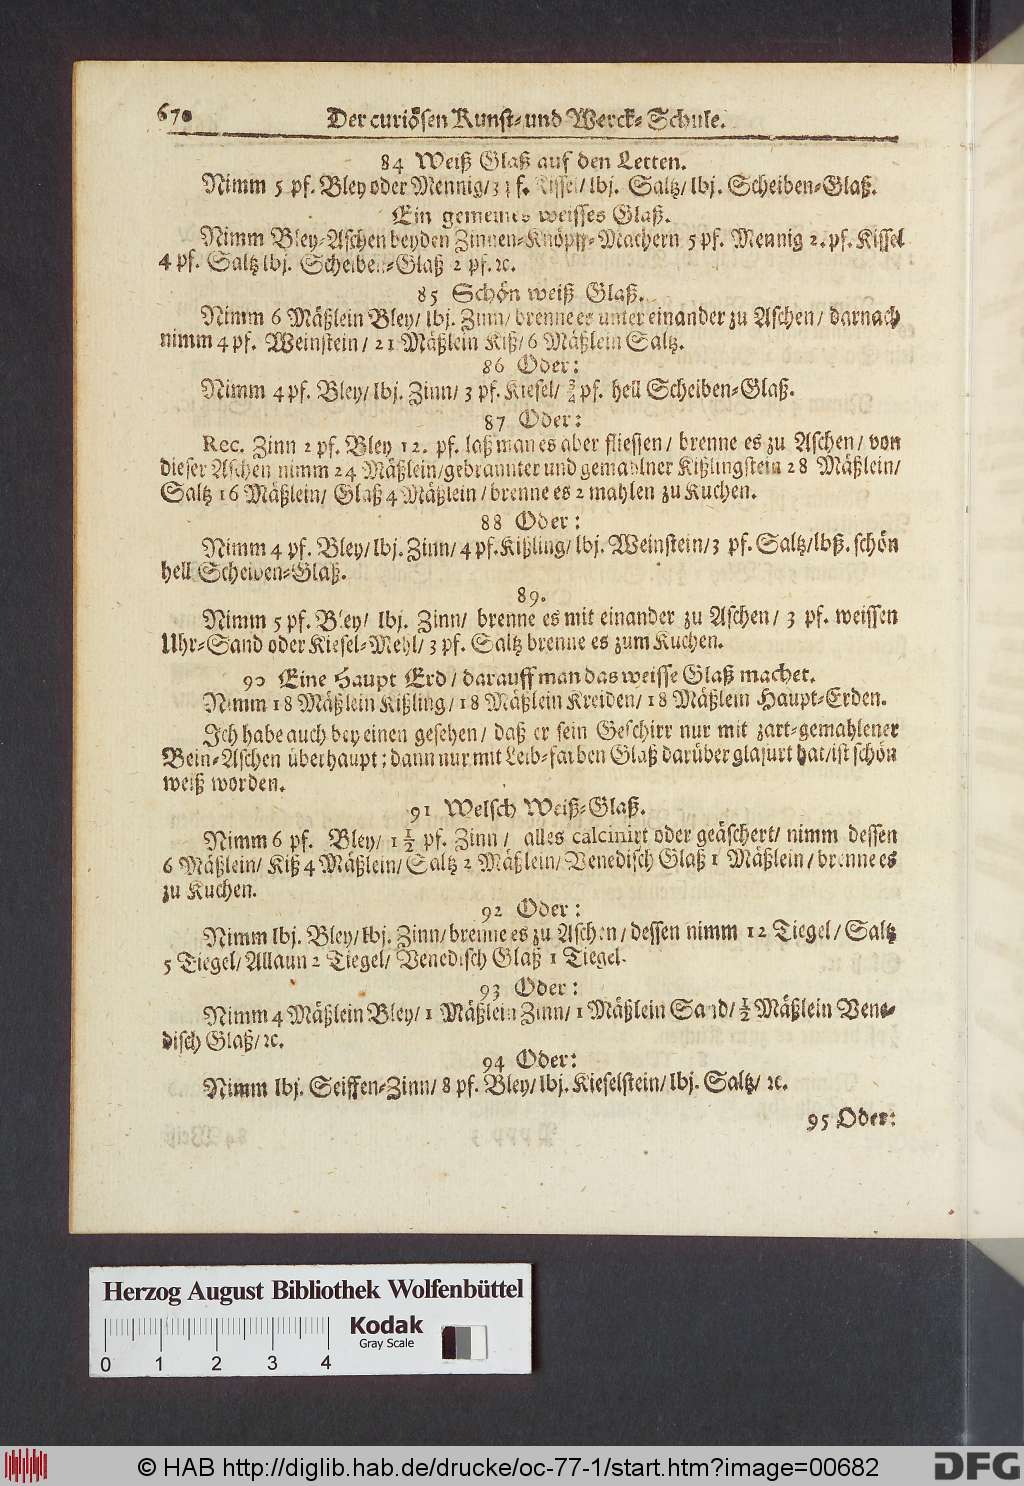 670 Der curiösen Kunst- und Werck-Schule.
84 Weiß Glaß auf den Letten.
Nimm 5 pf. Bley oder Mennig/ 3 pf. Kissel/ lbj. Saltz/ lbj. Scheiben-Glaß.
Ein gemeines weisses Glaß.
Nimm Bley-Aschen bey den Zinnen-Knöpff-Machern 5 pf. Mennig 2. pf. Kissel
4 pf. Saltz lbj. Scheiben-Glaß 2 pf. ꝛc.
85 Schön weiß Glaß.
Nimm 6 Mäßlein Bley/ lbj. Zinn/ brenne es unter einander zu Aschen/ darnach
nimm 4 pf. Weinstein/ 21 Mäßlein Kiß/ 6 Mäßlein Saltz.
86 Oder:
Nimm 4 pf. Bley/ lbj. Zinn/ 3 pf. Kiesel/ pf. hell Scheiben-Glaß.
87 Oder:
Rec. Zinn 2 pf. Bley 12. pf. laß man es aber fliessen/ brenne es zu Aschen/ von
dieser Aschen nimm 24 Mäßlein/ gebrannter und gemahlner Kißlingstein 28 Mäßlein/
Saltz 16 Mäßlein/ Glaß 4 Mäßlein/ brenne es 2 mahlen zu Kuchen.
88 Oder:
Nimm 4 pf. Bley/ lbj. Zinn/ 4 pf. Kißling/ lbj. Weinstein/ 3 pf. Saltz/ lbß. schön
hell Scheiben-Glaß.
89.
Nimm 5 pf. Bley/ lbj. Zinn/ brenne es mit einander zu Aschen/ 3 pf. weissen
Uhr-Sand oder Kiesel-Mehl/ 3 pf. Saltz brenne es zum Kuchen.
90 Eine Haupt Erd/ darauff man das weisse Glaß machet.
Nimm 18 Mäßlein Kißling/ 18 Mäßlein Kreiden/ 18 Mäßlein Haupt-Erden.
Ich habe auch bey einen gesehen/ daß er sein Geschirr nur mit zart-gemahlener
Bein-Aschen überhaupt; dann nur mit Leib-farben Glaß darüber glasurt hat/ ist schön
weiß worden.
91 Welsch Weiß-Glaß.
Nimm 6 pf. Bley/ 1 1/2 pf. Zinn/ alles calcinirt oder geäschert/ nimm dessen
6 Mäßlein/ Kiß 4 Mäßlein/ Saltz 2 Mäßlein/ Venedisch Glaß 1 Mäßlein/ brenne es
zu Kuchen.
92 Oder:
Nimm lbj. Bley/ lbj. Zinn/ brenne es zu Aschen/ dessen nimm 12 Tiegel/ Saltz
5 Tiegel/ Allaun 2 Tiegel/ Venedisch Glaß 1 Tiegel.
93 Oder:
Nimm 4 Mäßlein Bley/ 1 Mäßlein Zinn/ 1 Mäßlein Sand/ 1/2 Mäßlein Vene-
disch Glaß/ ꝛc.
94 Oder:
Nimm lbj. Seiffen-Zinn/ 8 pf. Bley/ lbj. Kieselstein/ lbj. Saltz/ ꝛc.
95 Oder:
Herzog August Bibliothek Wolfenbüttel
Kodak
Gray Scale
0 1 2 3 4
© HAB http://diglib.hab.de/drucke/oc-77-1/start.htm?image=00682
DFG